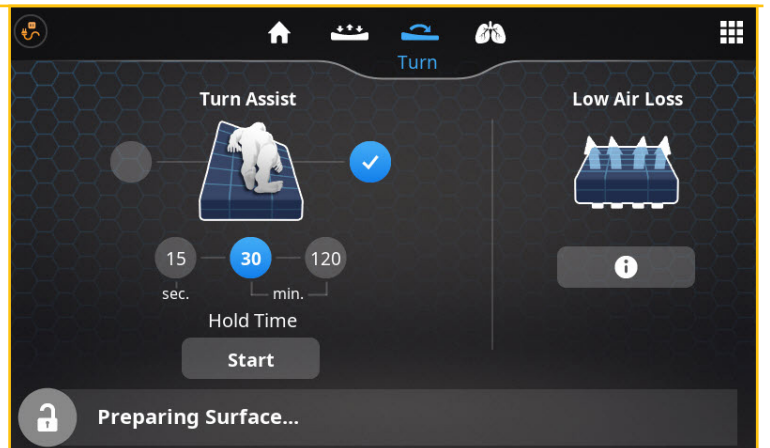 Turn
Turn Assist
Low Air Loss
15
30
120
sec.
min.
Hold Time
Start
Preparing Surface...